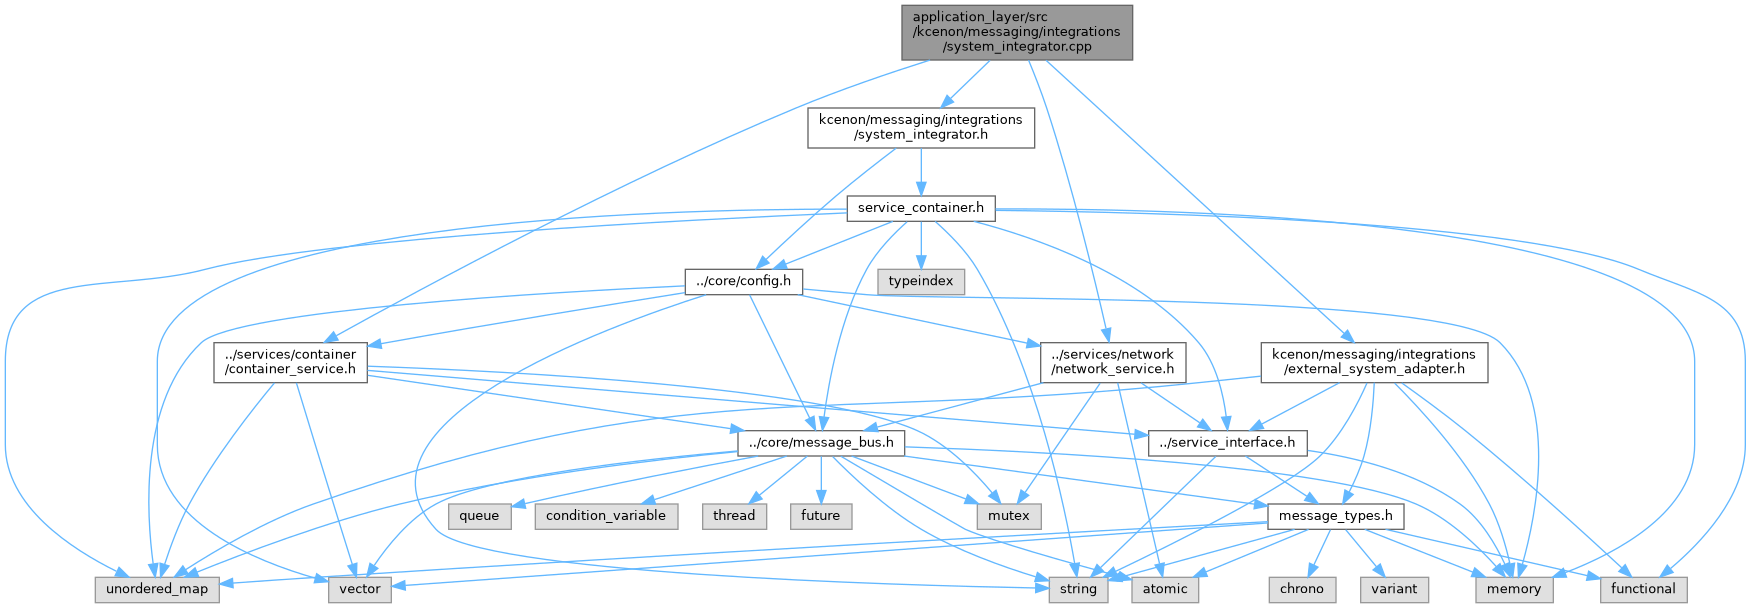 application_layer/src
/kcenon/messaging/integrations
/system_integrator.cpp
kcenon/messaging/integrations
/system_integrator.h
service_container.h
../core/config.h
typeindex
../services/container
/container_service.h
../services/network
/network_service.h
kcenon/messaging/integrations
/external_system_adapter.h
../core/message_bus.h
../service_interface.h
queue
condition_variable
thread
future
mutex
message_types.h
unordered_map
vector
string
atomic
chrono
variant
memory
functional